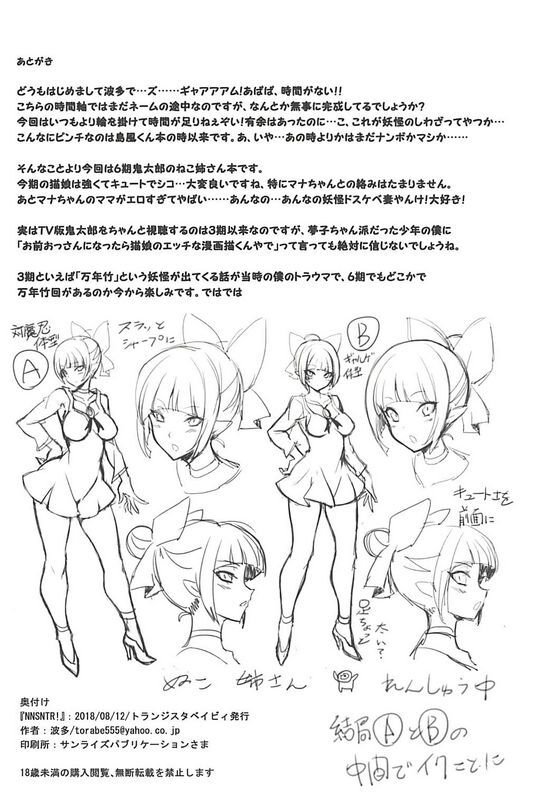 あとがき
どうもはじめまして波多で…ズ……ギャアアアム!あばば、時間がない!!
こちらの時間軸ではまだネームの途中なのですが、なんとか無事に完成してるでしょうか?
今回はいつもより輪を掛けて時間が足りねえぞい!有余はあったのに…こ、これが妖怪のしわざってやつか…
こんなにピンチなのは島風くん本の時以来です。あ、いや…あの時よりかはまだナンボかマシか……
そんなことより今回は6期鬼太郎のねこ姉さん本です。
今期の猫娘は強くてキュートでシコ…大変良いですね、特にマナちゃんとの絡みはたまりません。
あとマナちゃんのママがエロすぎてやばい……あんなの…あんなの妖怪ドスケベ妻やんけ!大好き!
実はTV版鬼太郎をちゃんと視聴するのは3期以来なのですが、夢子ちゃん派だった少年の僕に
「お前おっさんになったら猫娘のエッチな漫画描くんやで」って言っても絶対に信じないでしょうね。
3期といえば「万年竹」という妖怪が出てくる話が当時の僕のトラウマで、6期でもどこかで
万年竹回があるのか今から楽しみです。ではでは
対魔忍
体型
A
スラッと
シャープに
B
ギャルゲ
体型
キュートさを
前面に
足ちょっと
太い?
ぬこ 姉さん れんしゅう中
結局AとBの
中間でイクことに
奥付け
『NNSNTR!』:2018/08/12/トランジスタベイビィ発行
作者:波多/torabe555@yahoo.co.jp
印刷所:サンライズパブリケーションさま
18歳未満の購入閲覧、無断転載を禁止します